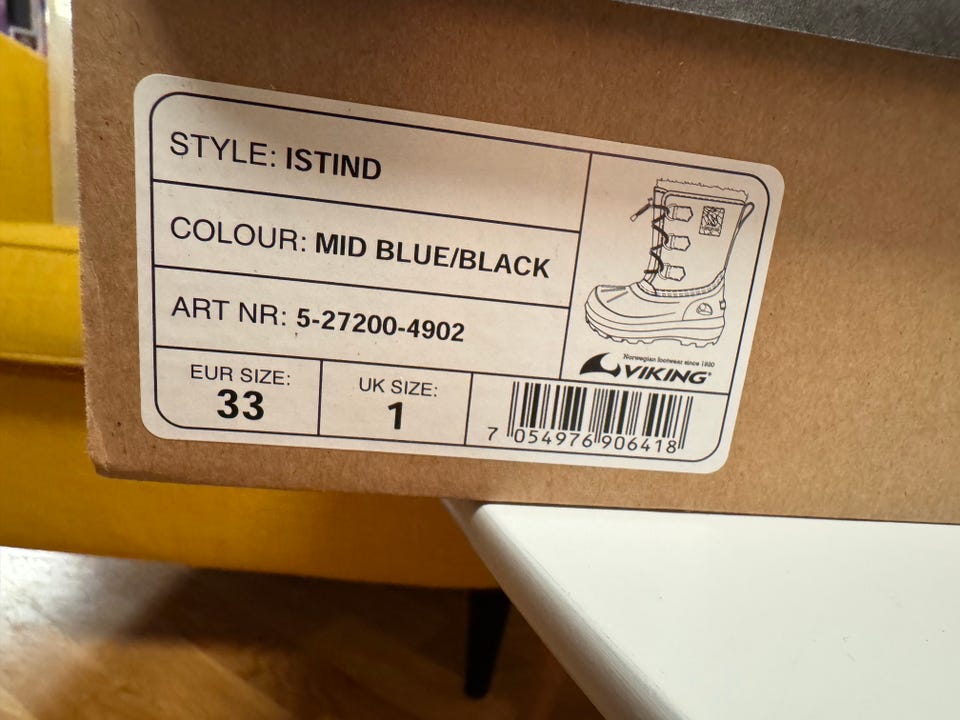 STYLE: ISTIND
COLOUR: MID BLUE/BLACK
ART NR: 5-27200-4902
EUR SIZE:
33
UK SIZE:
1
Norwegian footwear since 1920
VIKING®
7 054976 906418